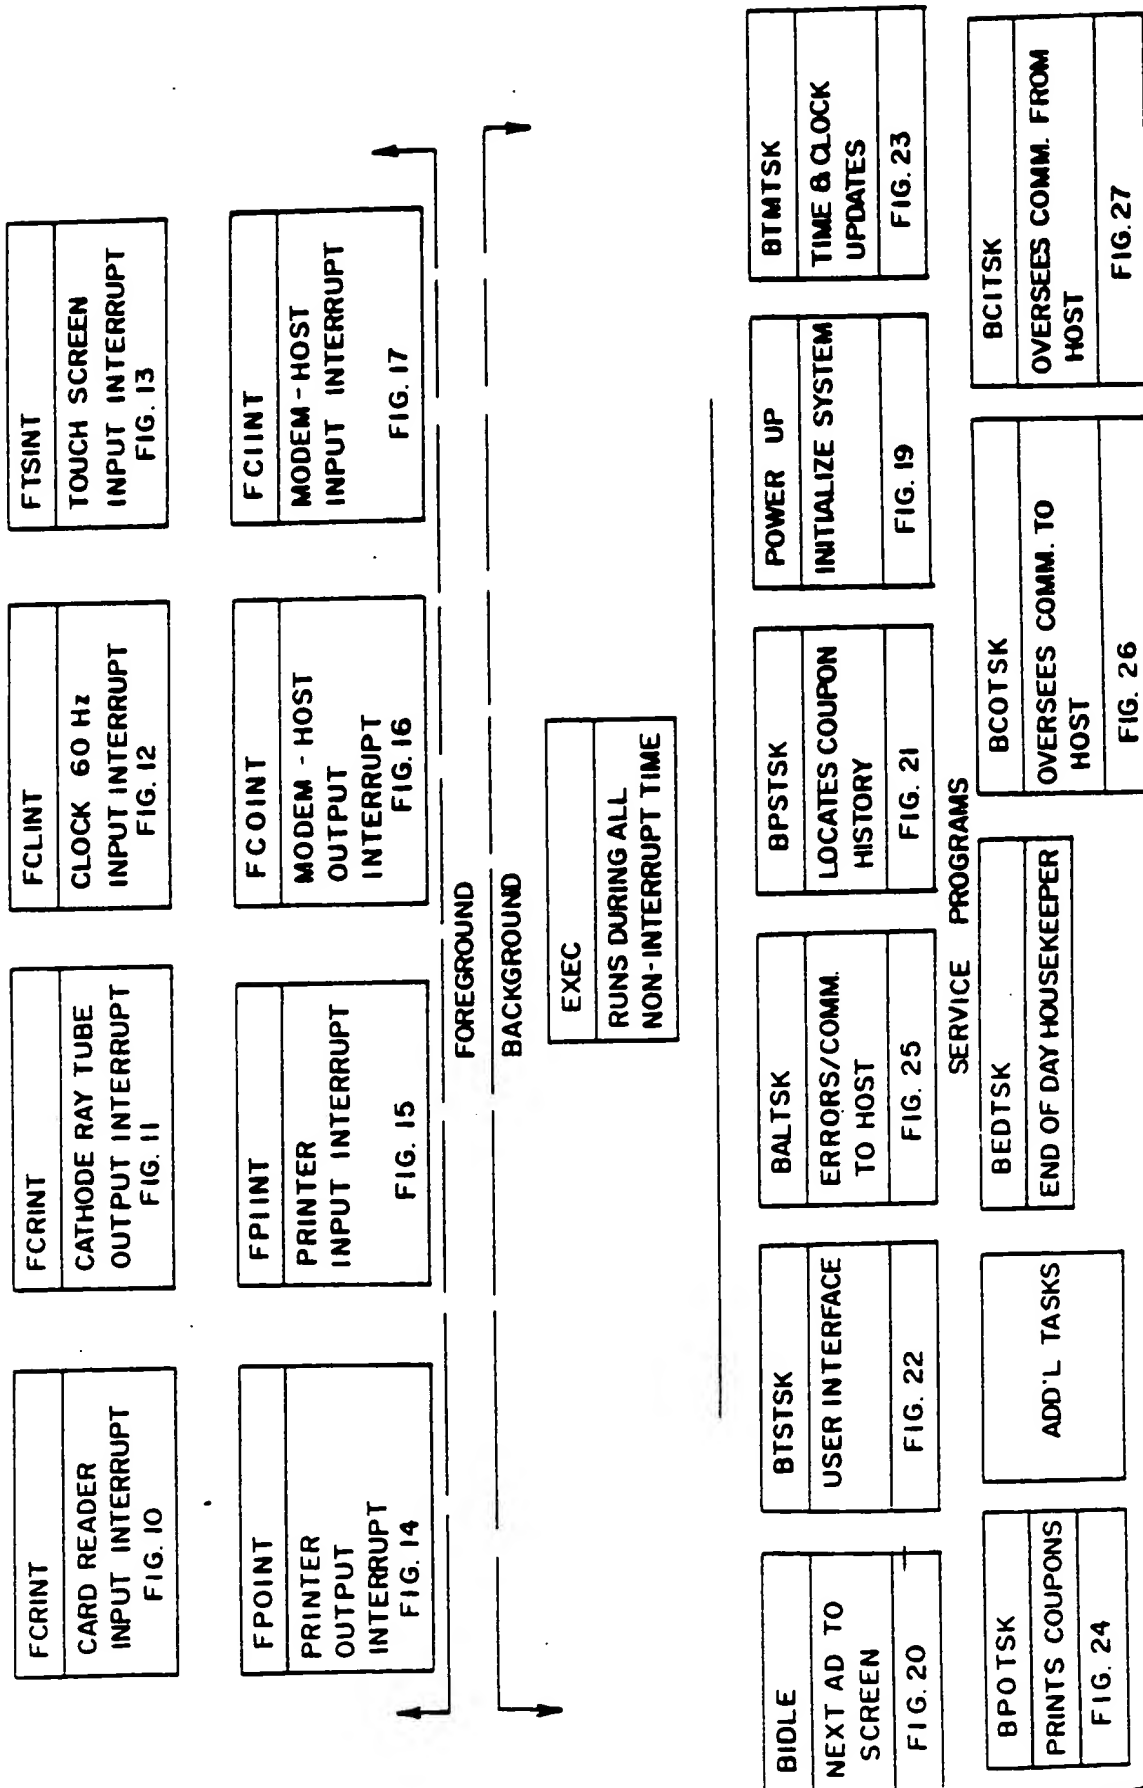 FCRINT
CARD READER
INPUT INTERRUPT
FIG. 10
FCRINT
CATHODE RAY TUBE
OUTPUT INTERRUPT
FIG. 11
FCLINT
CLOCK 60 Hz
INPUT INTERRUPT
FIG. 12
FTSINT
TOUCH SCREEN
INPUT INTERRUPT
FIG. 13
FPOINT
PRINTER
OUTPUT
INTERRUPT
FIG. 14
FPIINT
PRINTER
INPUT INTERRUPT
FIG. 15
FCOINT
MODEM - HOST
OUTPUT
INTERRUPT
FIG. 16
FCIINT
MODEM - HOST
INPUT INTERRUPT
FIG. 17
FOREGROUND
BACKGROUND
EXEC
RUNS DURING ALL
NON-INTERRUPT TIME
BIDLE
NEXT AD TO
SCREEN
FIG. 20
BTSTSK
USER INTERFACE
FIG. 22
BALTSK
ERRORS/COMM.
TO HOST
FIG. 25
BPSTSK
LOCATES COUPON
HISTORY
FIG. 21
POWER UP
INITIALIZE SYSTEM
FIG. 19
BTMTSK
TIME & CLOCK
UPDATES
FIG. 23
SERVICE PROGRAMS
BPOTSK
PRINTS COUPONS
FIG. 24
ADD'L TASKS
BEDTSK
END OF DAY HOUSEKEEPER
BCOTSK
OVERSEES COMM. TO
HOST
FIG. 26
BCITSK
OVERSEES COMM. FROM
HOST
FIG. 27